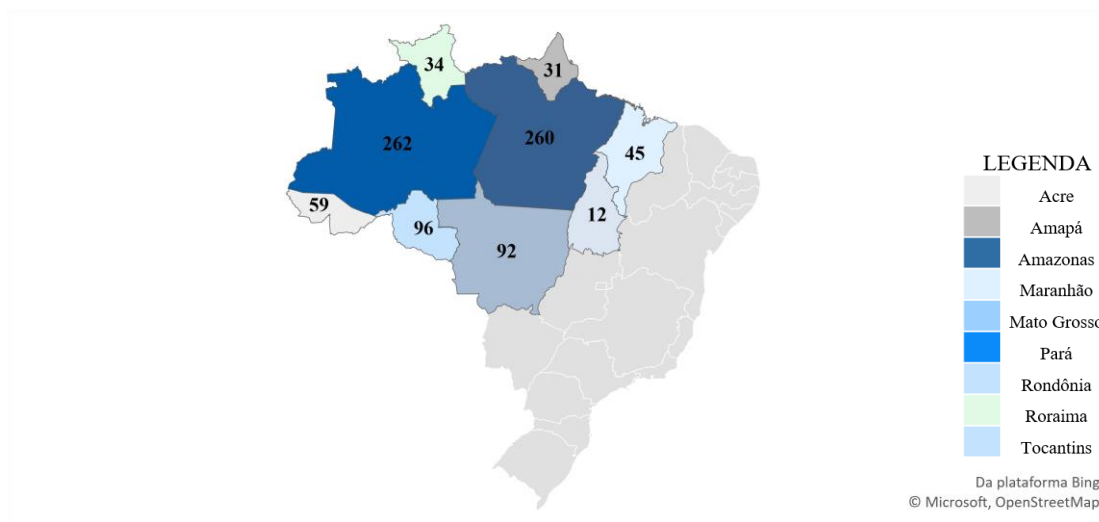 34
31
262
260
45
59
96
92
12
LEGENDA
Acre
Amapá
Amazonas
Maranhão
Mato Grosso
Pará
Rondônia
Roraima
Tocantins
Da plataforma Bing
© Microsoft, OpenStreetMap